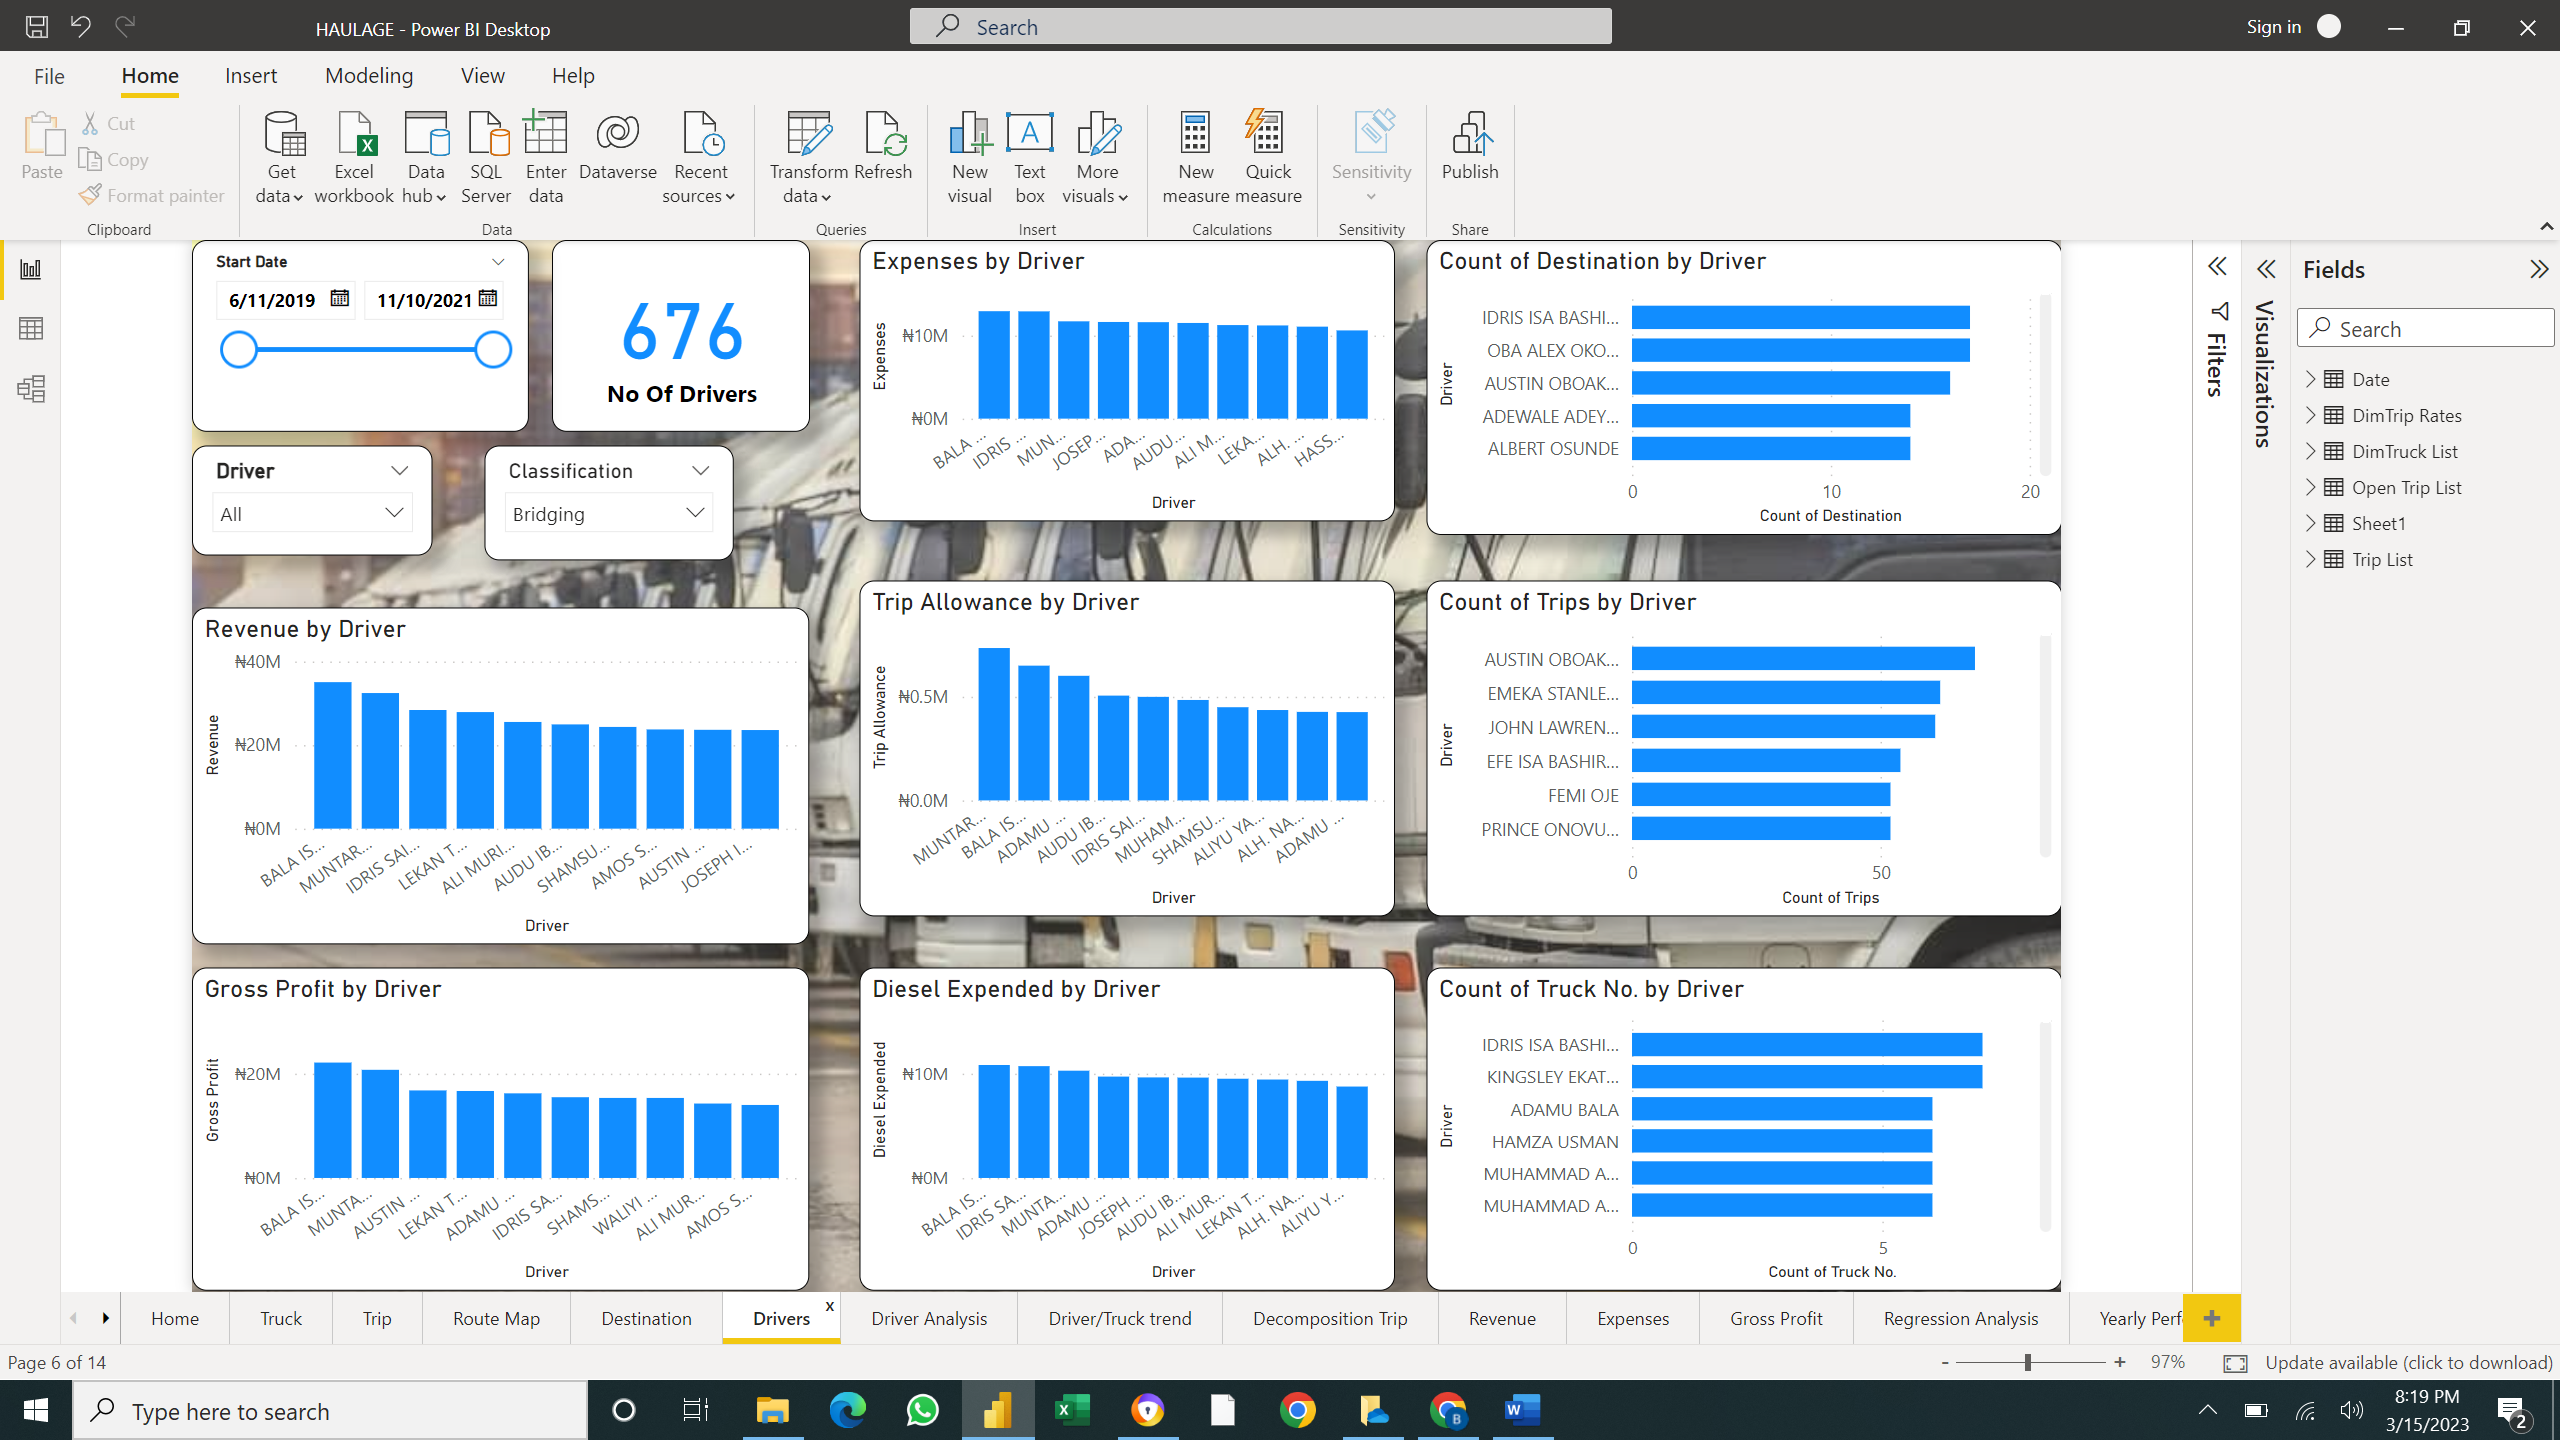 HAULAGE - Power BI Desktop
Search
Sign in
File
Home
Insert
Modeling
View
Help
Paste
Cut
Copy
Format painter
Clipboard
Get data
Excel workbook
Data hub
SQL Server
Enter data
Dataverse
Recent sources
Data
Transform data
Refresh
Queries
New visual
Text box
More visuals
Insert
New measure
Quick measure
Calculations
Sensitivity
Sensitivity
Publish
Share
Start Date
6/11/2019
11/10/2021
676
No Of Drivers
Driver
All
Classification
Bridging
Expenses by Driver
Expenses
₦10M
₦0M
BALA ...
IDRIS ...
MUN...
JOSEP...
ADA...
AUDU...
ALI M...
LEKA...
ALH. ...
HASS...
Driver
Count of Destination by Driver
Driver
IDRIS ISA BASHI...
OBA ALEX OKO...
AUSTIN OBOAK...
ADEWALE ADEY...
ALBERT OSUNDE
0
10
20
Count of Destination
Revenue by Driver
Revenue
₦40M
₦20M
₦0M
BALA IS...
MUNTAR...
IDRIS SAI...
LEKAN T...
ALI MURI...
AUDU IB...
SHAMSU...
AMOS S...
AUSTIN ...
JOSEPH I...
Driver
Trip Allowance by Driver
Trip Allowance
₦0.5M
₦0.0M
MUNTAR...
BALA IS...
ADAMU ...
AUDU IB...
IDRIS SAI...
MUHAM...
SHAMSU...
ALIYU YA...
ALH. NA...
ADAMU ...
Driver
Count of Trips by Driver
Driver
AUSTIN OBOAK...
EMEKA STANLE...
JOHN LAWREN...
EFE ISA BASHIR...
FEMI OJE
PRINCE ONOVU...
0
50
Count of Trips
Gross Profit by Driver
Gross Profit
₦20M
₦0M
BALA IS...
MUNTA...
AUSTIN ...
LEKAN T...
ADAMU ...
IDRIS SA...
SHAMS...
WALIYI ...
ALI MUR...
AMOS S...
Driver
Diesel Expended by Driver
Diesel Expended
₦10M
₦0M
BALA IS...
IDRIS SA...
MUNTA...
ADAMU ...
JOSEPH ...
AUDU IB...
ALI MUR...
LEKAN T...
ALH. NA...
ALIYU Y...
Driver
Count of Truck No. by Driver
Driver
IDRIS ISA BASHI...
KINGSLEY EKAT...
ADAMU BALA
HAMZA USMAN
MUHAMMAD A...
MUHAMMAD A...
0
5
Count of Truck No.
Filters
Visualizations
Fields
Search
Date
DimTrip Rates
DimTruck List
Open Trip List
Sheet1
Trip List
Home
Truck
Trip
Route Map
Destination
Drivers
x
Driver Analysis
Driver/Truck trend
Decomposition Trip
Revenue
Expenses
Gross Profit
Regression Analysis
Yearly Perf
Page 6 of 14
- + 97%
Update available (click to download)
Type here to search
8:19 PM
3/15/2023
2